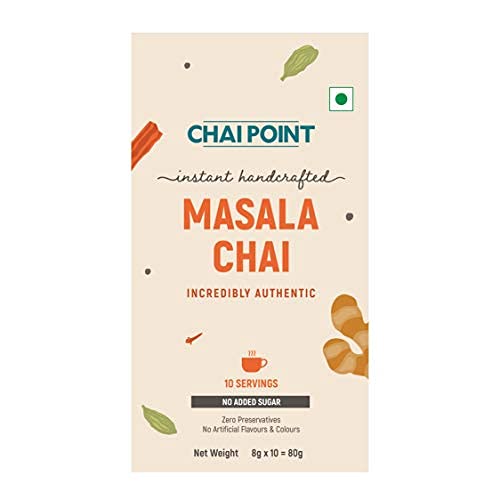 CHAI POINT
instant handcrafted
MASALA
CHAI
INCREDIBLY AUTHENTIC
10 SERVINGS
NO ADDED SUGAR
Zero Preservatives
No Artificial Flavours & Colours
Net Weight 8g x 10 = 80g